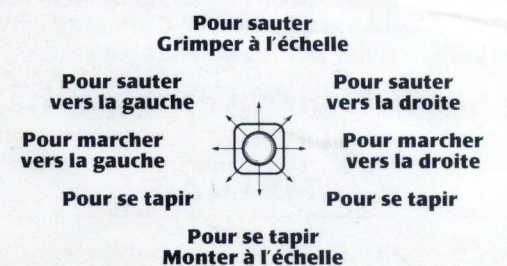 Pour sauter
Grimper à l'échelle
Pour sauter
vers la gauche
Pour sauter
vers la droite
Pour marcher
vers la gauche
Pour marcher
vers la droite
Pour se tapir
Pour se tapir
Pour se tapir
Monter à l'échelle